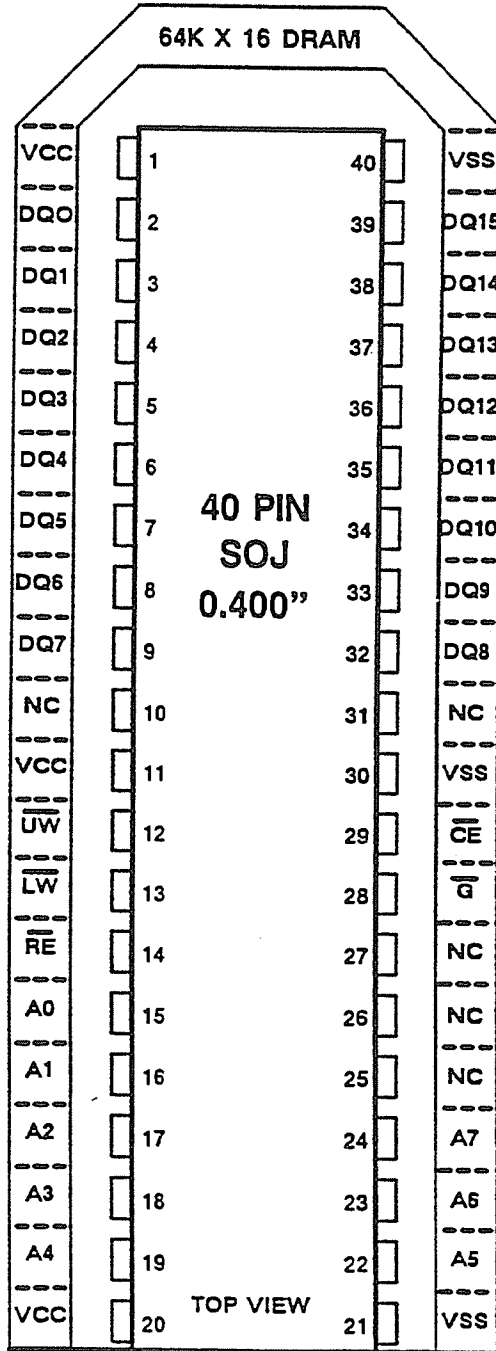 64K X 16 DRAM
VCC 1 40 VSS
DQ0 2 39 DQ15
DQ1 3 38 DQ14
DQ2 4 37 DQ13
DQ3 5 36 DQ12
DQ4 6 35 DQ11
DQ5 7 34 DQ10
DQ6 8 33 DQ9
DQ7 9 32 DQ8
40 PIN
SOJ
0.400”
NC 10 31 NC
VCC 11 30 VSS
U̅W̅ 12 29 C̅E̅
L̅W̅ 13 28 G̅
R̅E̅ 14 27 NC
A0 15 26 NC
A1 16 25 NC
A2 17 24 A7
A3 18 23 A6
A4 19 22 A5
VCC 20 TOP VIEW 21 VSS